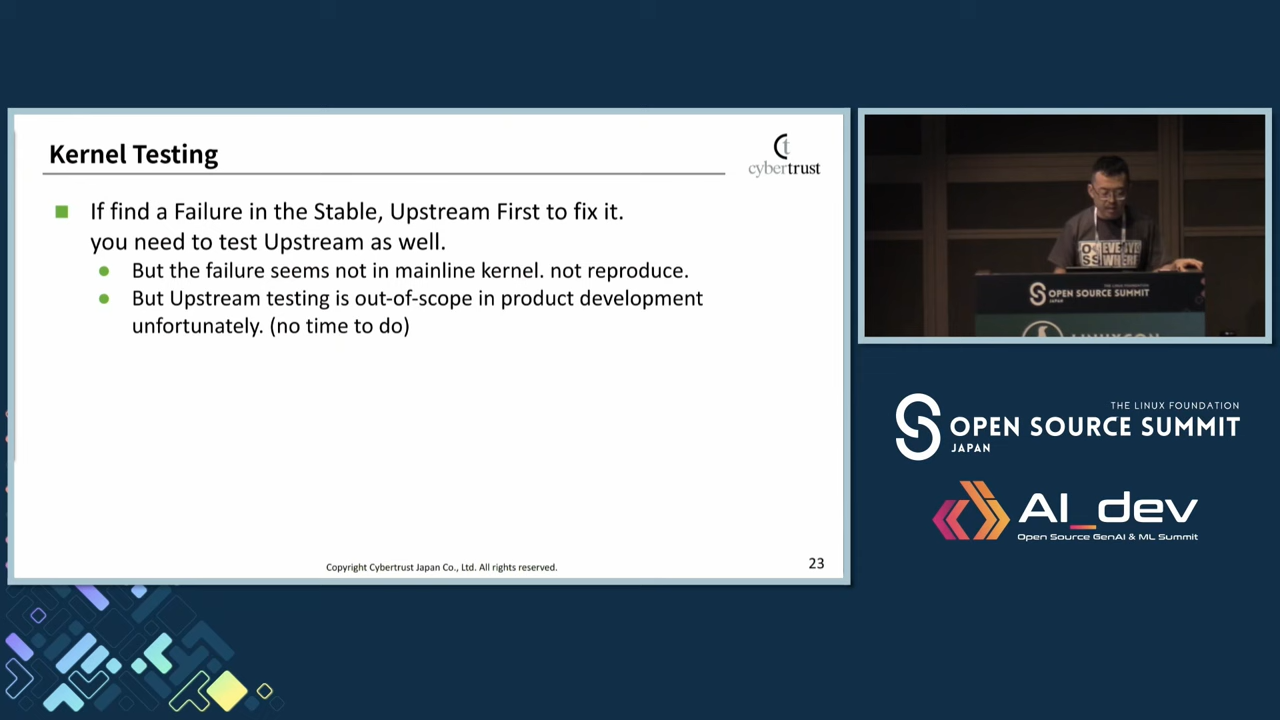 Kernel Testing
cybertrust
If find a Failure in the Stable, Upstream First to fix it.
you need to test Upstream as well.
But the failure seems not in mainline kernel. not reproduce.
But Upstream testing is out-of-scope in product development
unfortunately. (no time to do)
Copyright Cybertrust Japan Co., Ltd. All rights reserved.
23
OPEN SOURCE SUMMIT
JAPAN
THE LINUX FOUNDATION
OPEN SOURCE SUMMIT
JAPAN
AI_dev
Open Source GenAI & ML Summit